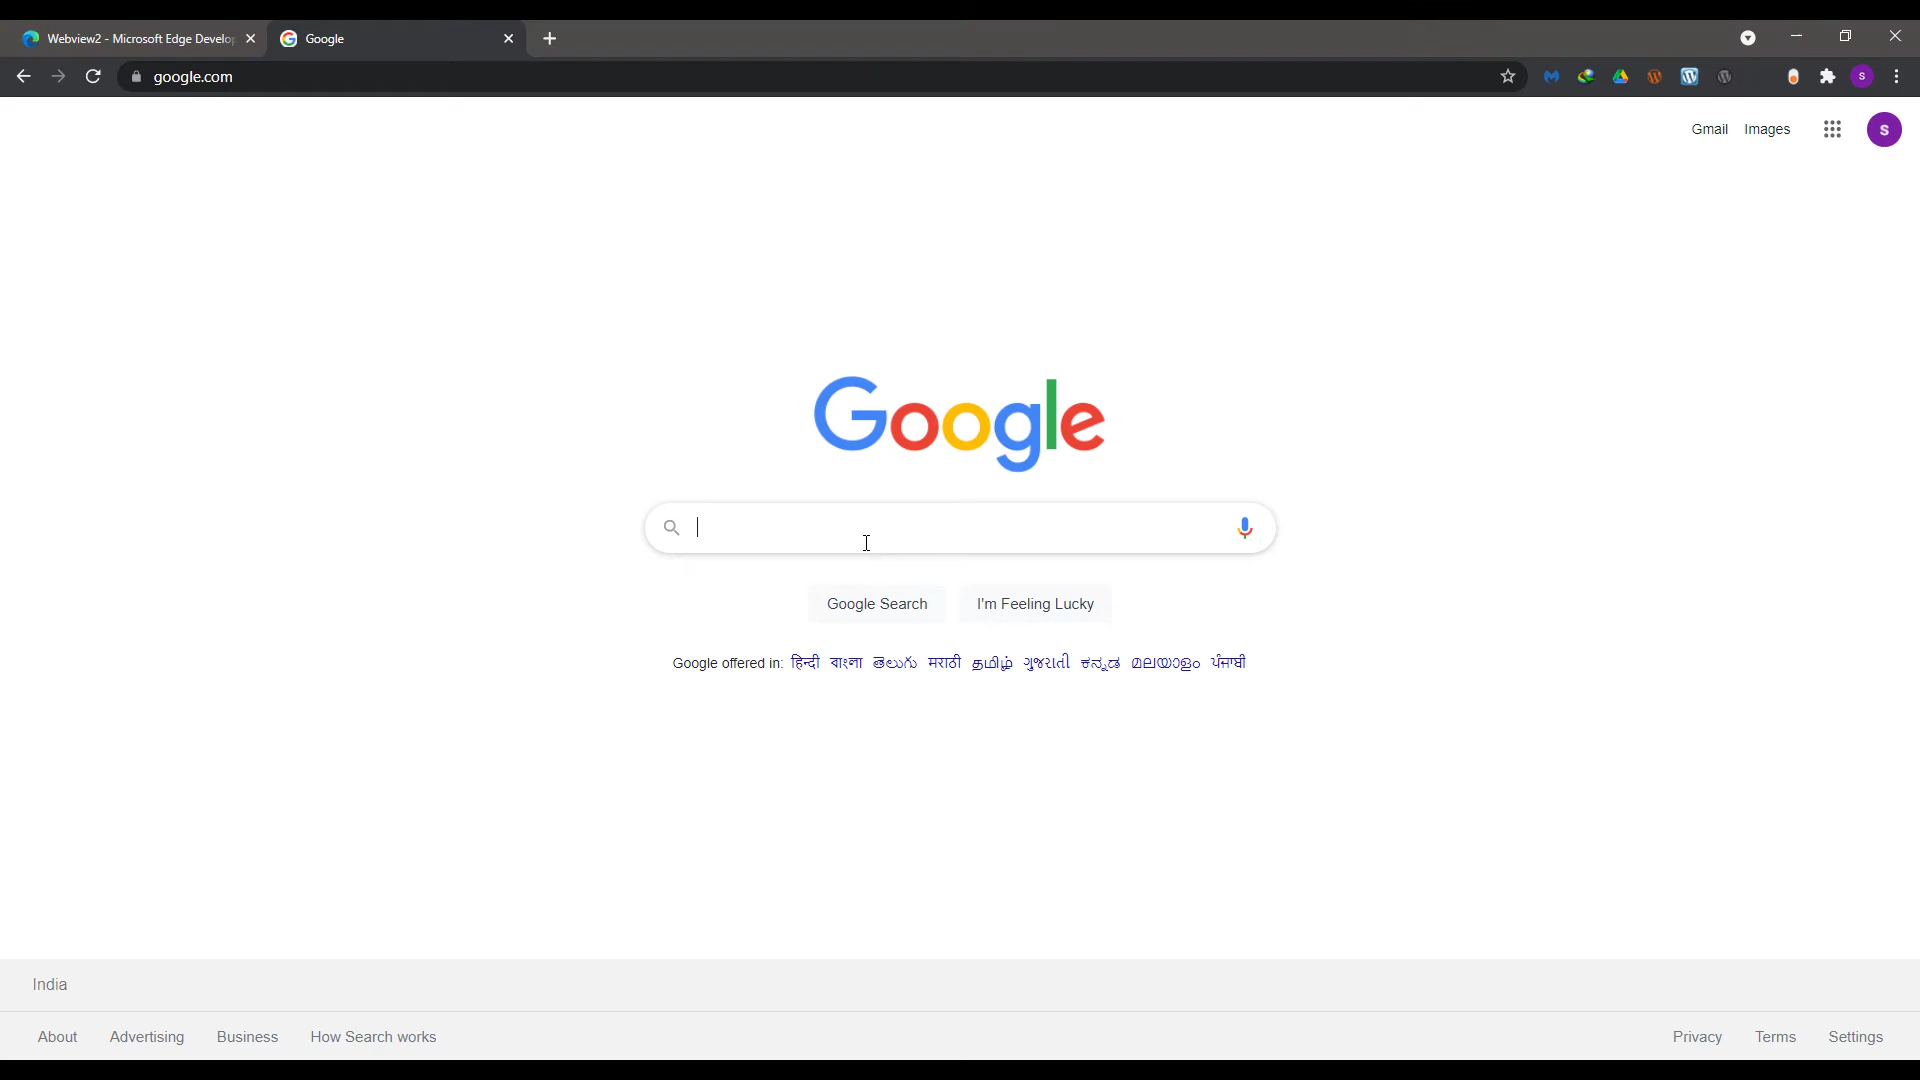 Webview2 - Microsoft Edge Develo
Google
google.com
S
Gmail Images
S
Google
Google Search I'm Feeling Lucky
Google offered in: हिन्दी বাংলা తెలుగు मराठी தமிழ் ગુજરાતી ಕನ್ನಡ മലയാളം ਪੰਜਾਬੀ
India
About Advertising Business How Search works Privacy Terms Settings